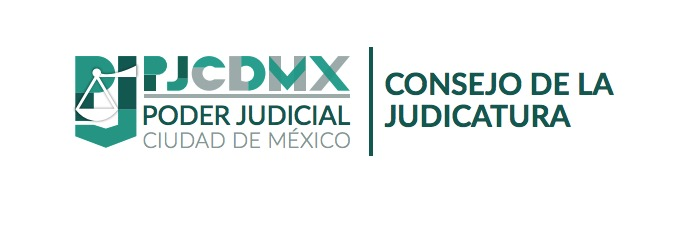 PJCDMX
PODER JUDICIAL
CIUDAD DE MÉXICO
CONSEJO DE LA
JUDICATURA